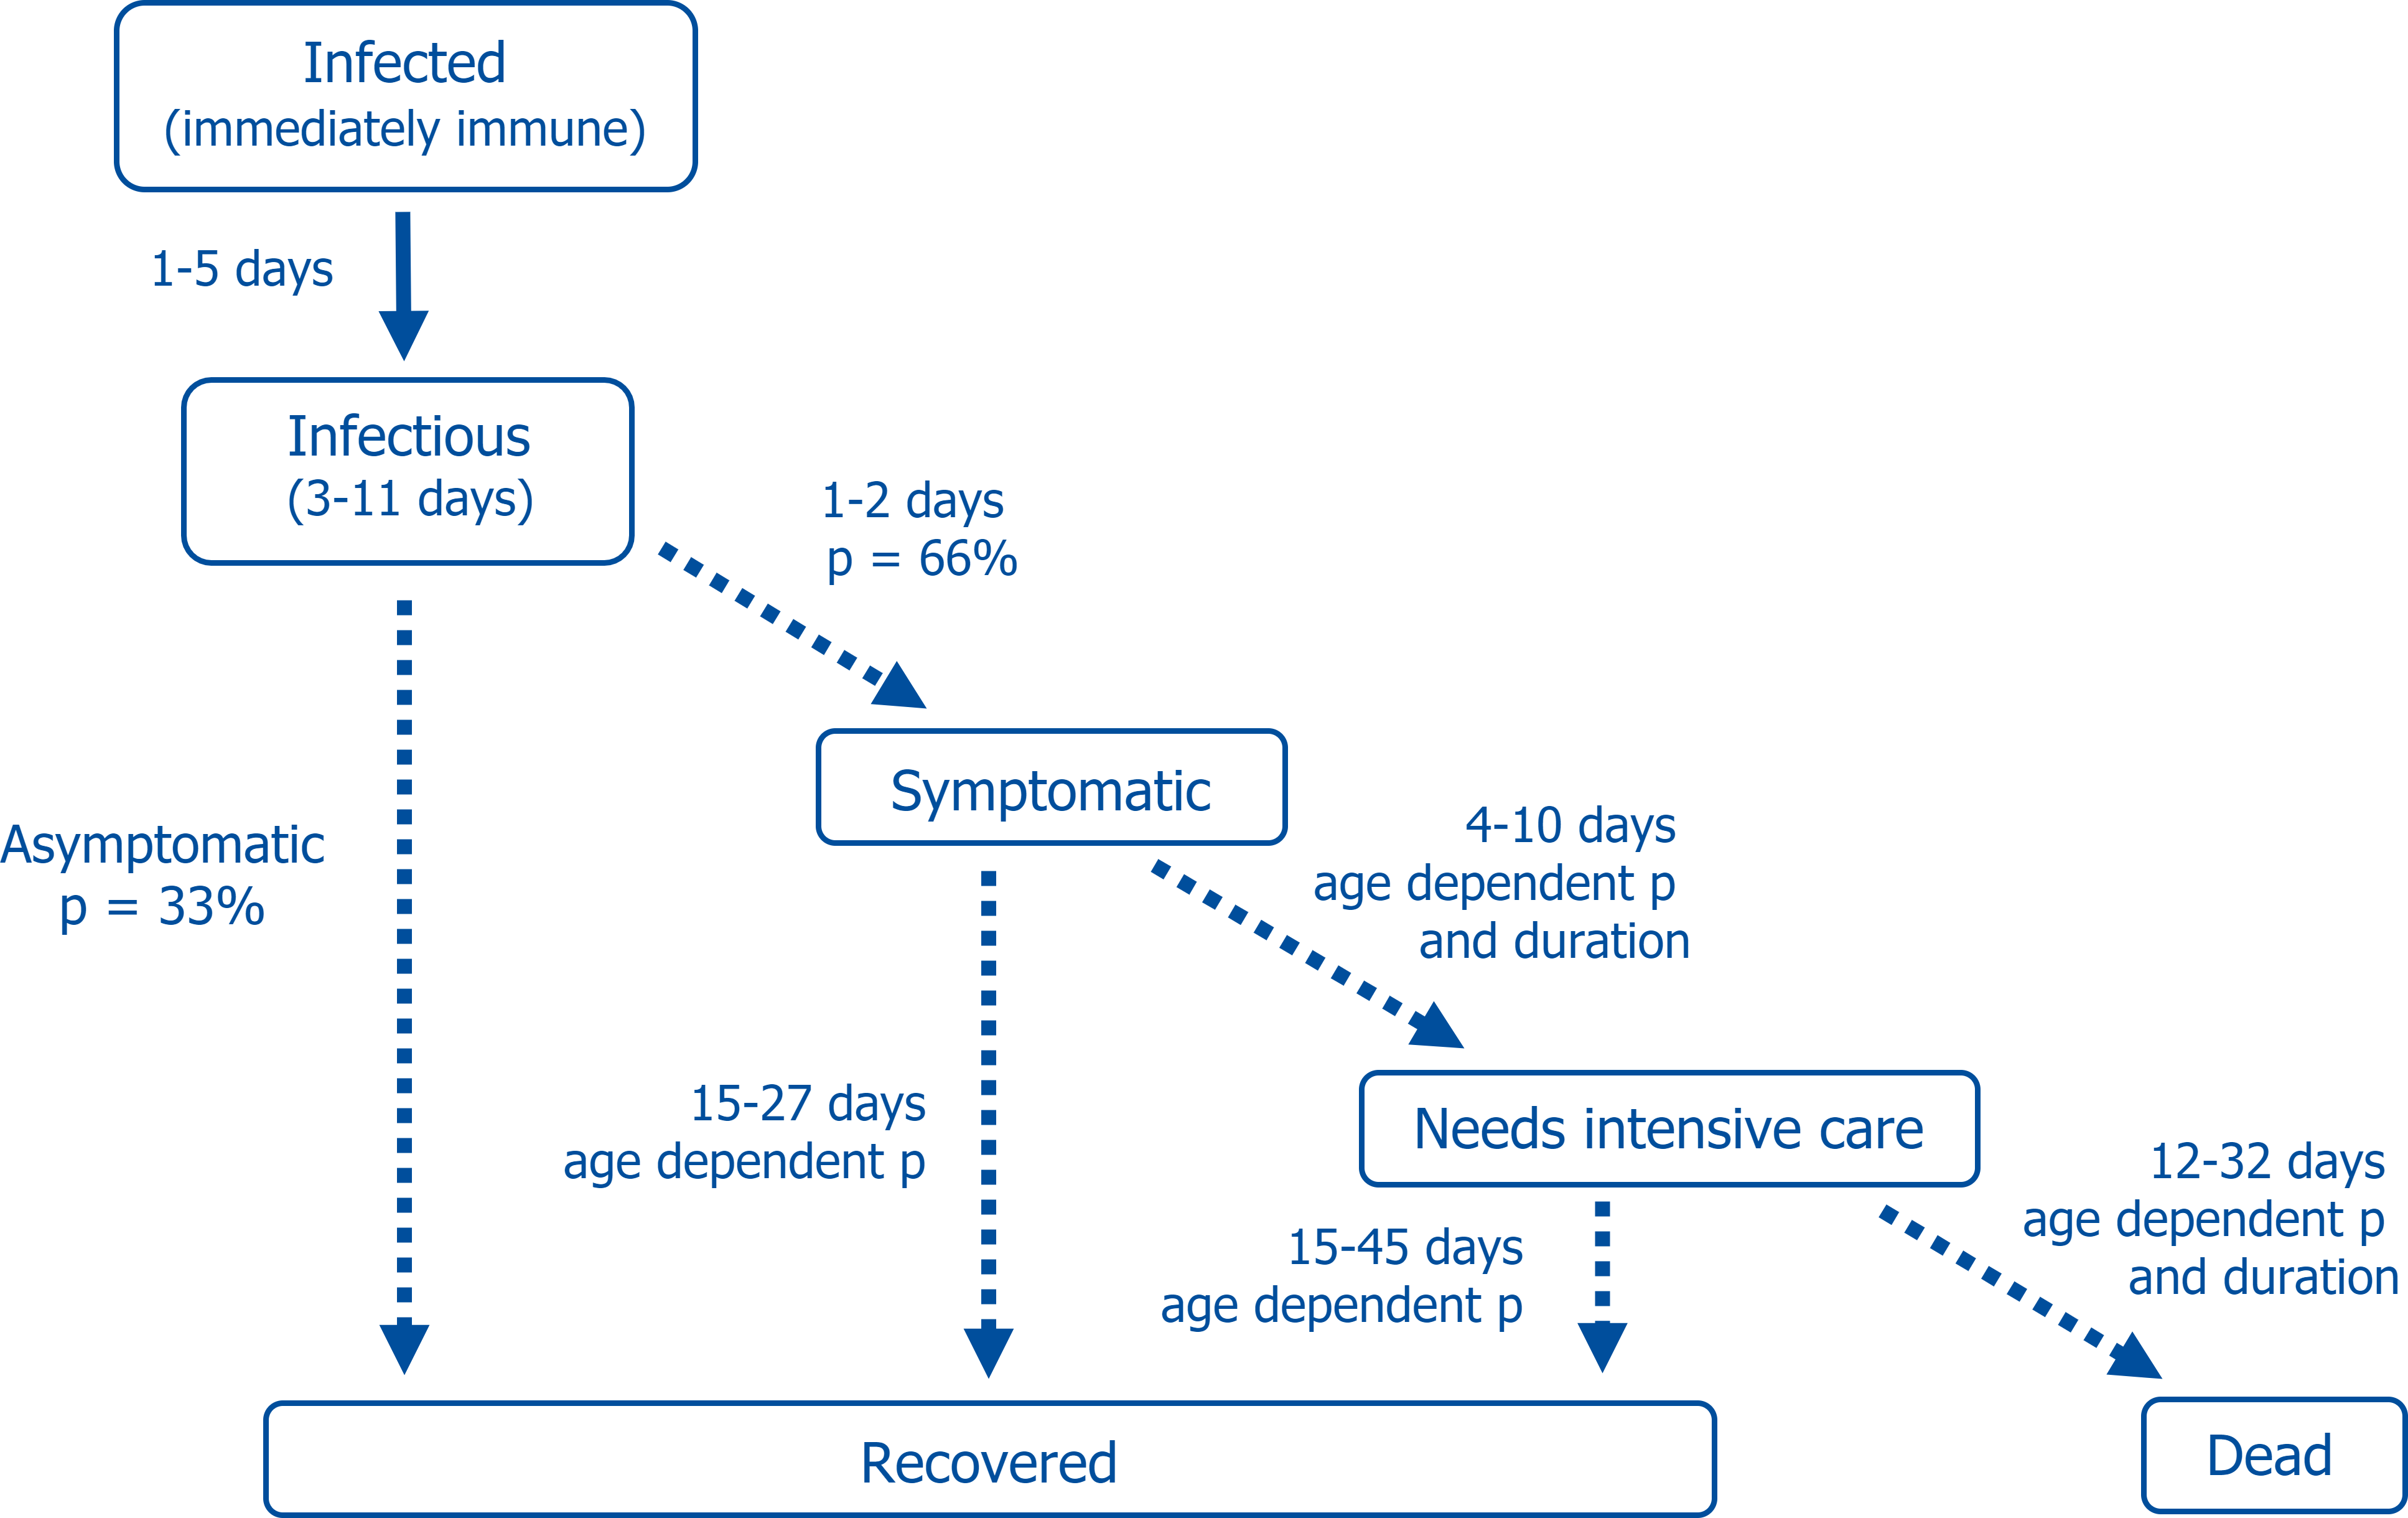 Infected
(immediately immune)
1-5 days
Infectious
(3-11 days)
1-2 days
p = 66%
Symptomatic
Asymptomatic
p = 33%
4-10 days
age dependent p
and duration
15-27 days
age dependent p
Needs intensive care
12-32 days
age dependent p
and duration
15-45 days
age dependent p
Recovered
Dead